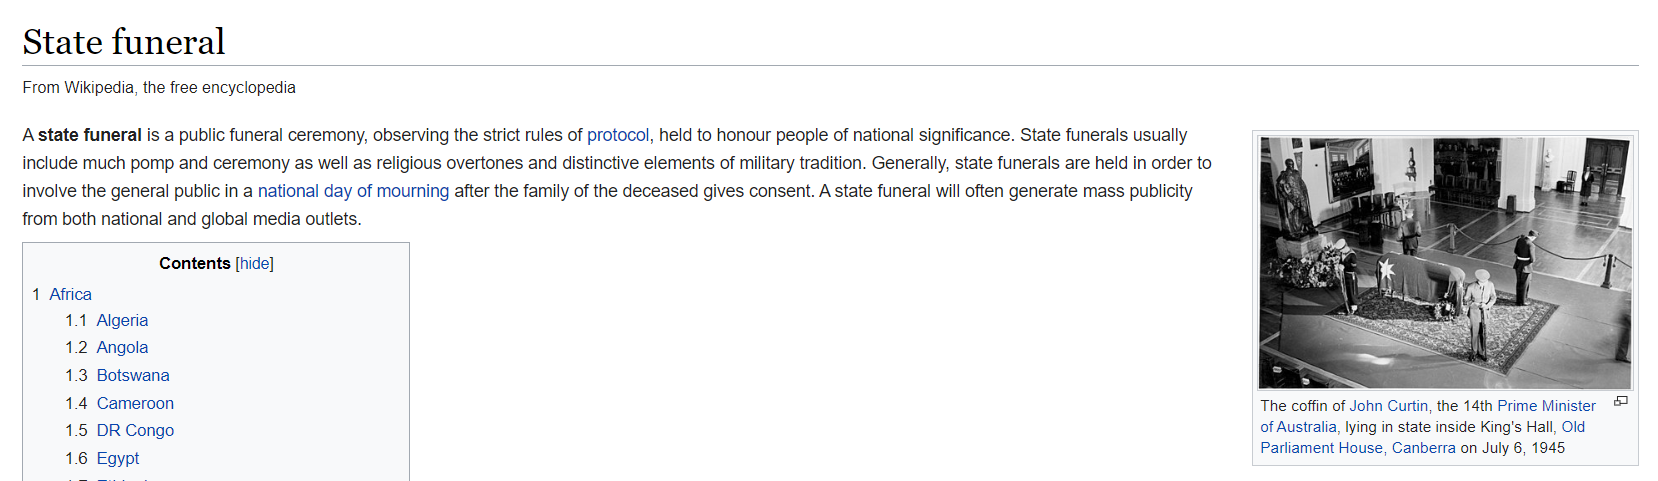 State funeral
From Wikipedia, the free encyclopedia
A state funeral is a public funeral ceremony, observing the strict rules of protocol, held to honour people of national significance. State funerals usually
include much pomp and ceremony as well as religious overtones and distinctive elements of military tradition. Generally, state funerals are held in order to
involve the general public in a national day of mourning after the family of the deceased gives consent. A state funeral will often generate mass publicity
from both national and global media outlets.
Contents [hide]
1 Africa
1.1 Algeria
1.2 Angola
1.3 Botswana
1.4 Cameroon
1.5 DR Congo
1.6 Egypt
The coffin of John Curtin, the 14th Prime Minister
of Australia, lying in state inside King's Hall, Old
Parliament House, Canberra on July 6, 1945